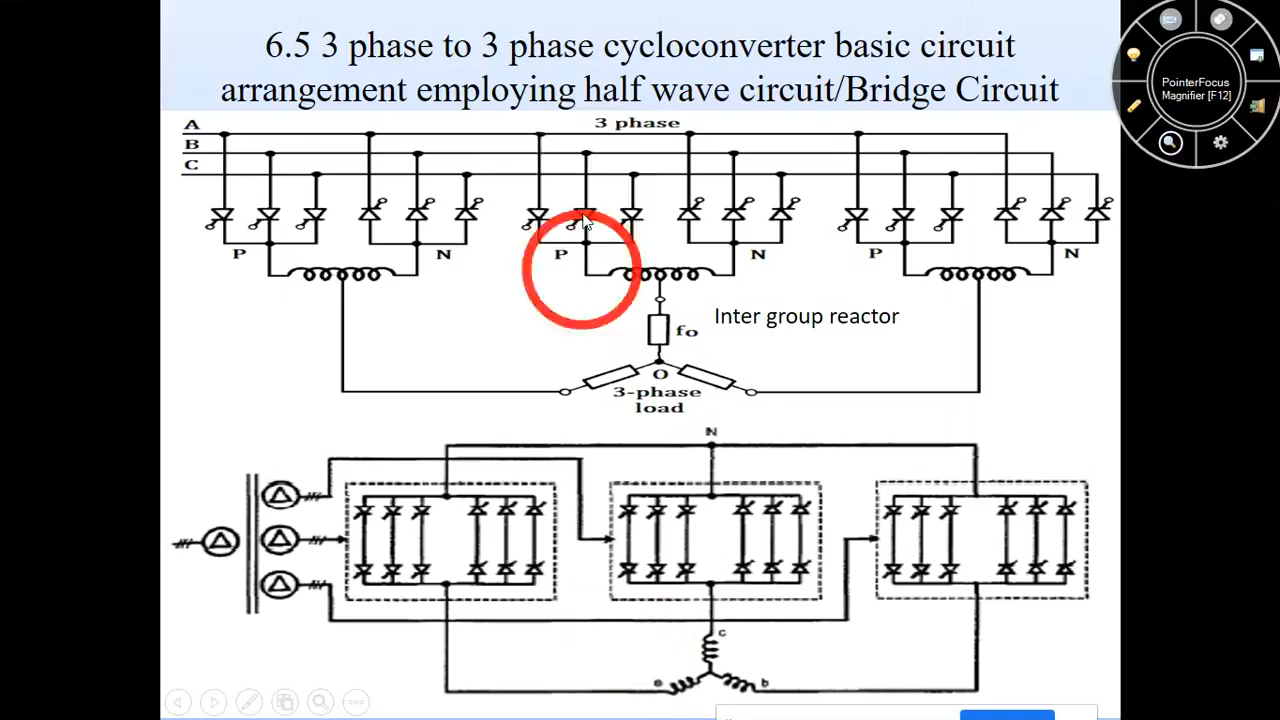 6.5 3 phase to 3 phase cycloconverter basic circuit
arrangement employing half wave circuit/Bridge Circuit
PointerFocus
Magnifier [F12]
A
3 phase
B
C
P
N
P
N
P
N
Inter group reactor
fo
O
3-phase
load
N
c
a
b